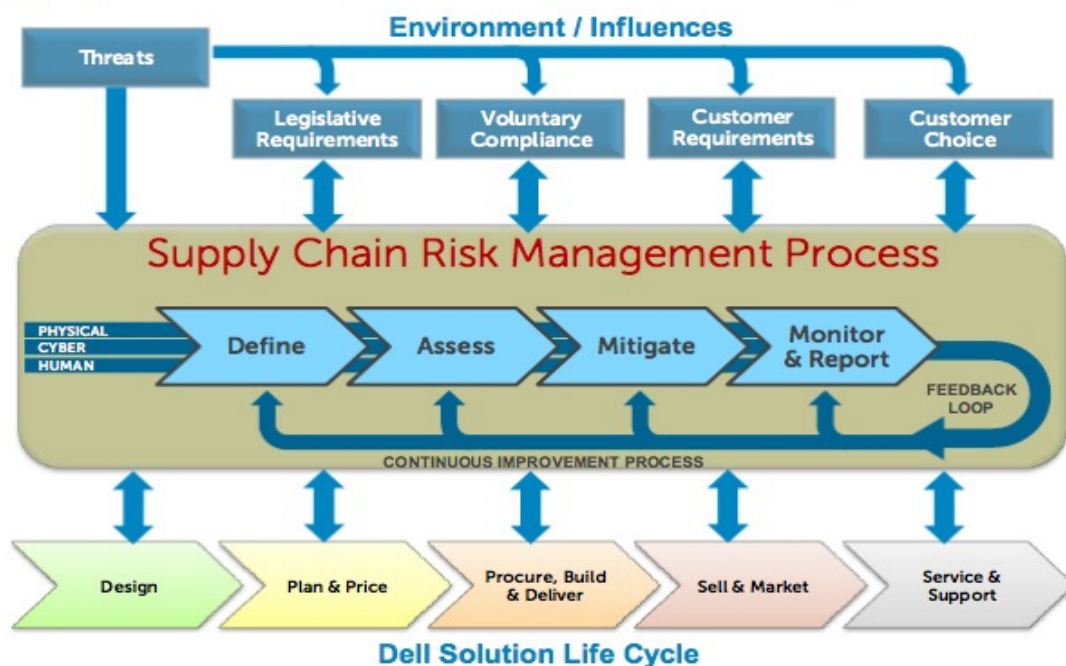 Environment / Influences
Threats
Legislative
Requirements
Voluntary
Compliance
Customer
Requirements
Customer
Choice
Supply Chain Risk Management Process
PHYSICAL
CYBER
HUMAN
Define
Assess
Mitigate
Monitor
& Report
FEEDBACK
LOOP
CONTINUOUS IMPROVEMENT PROCESS
Design
Plan & Price
Procure, Build
& Deliver
Sell & Market
Service &
Support
Dell Solution Life Cycle